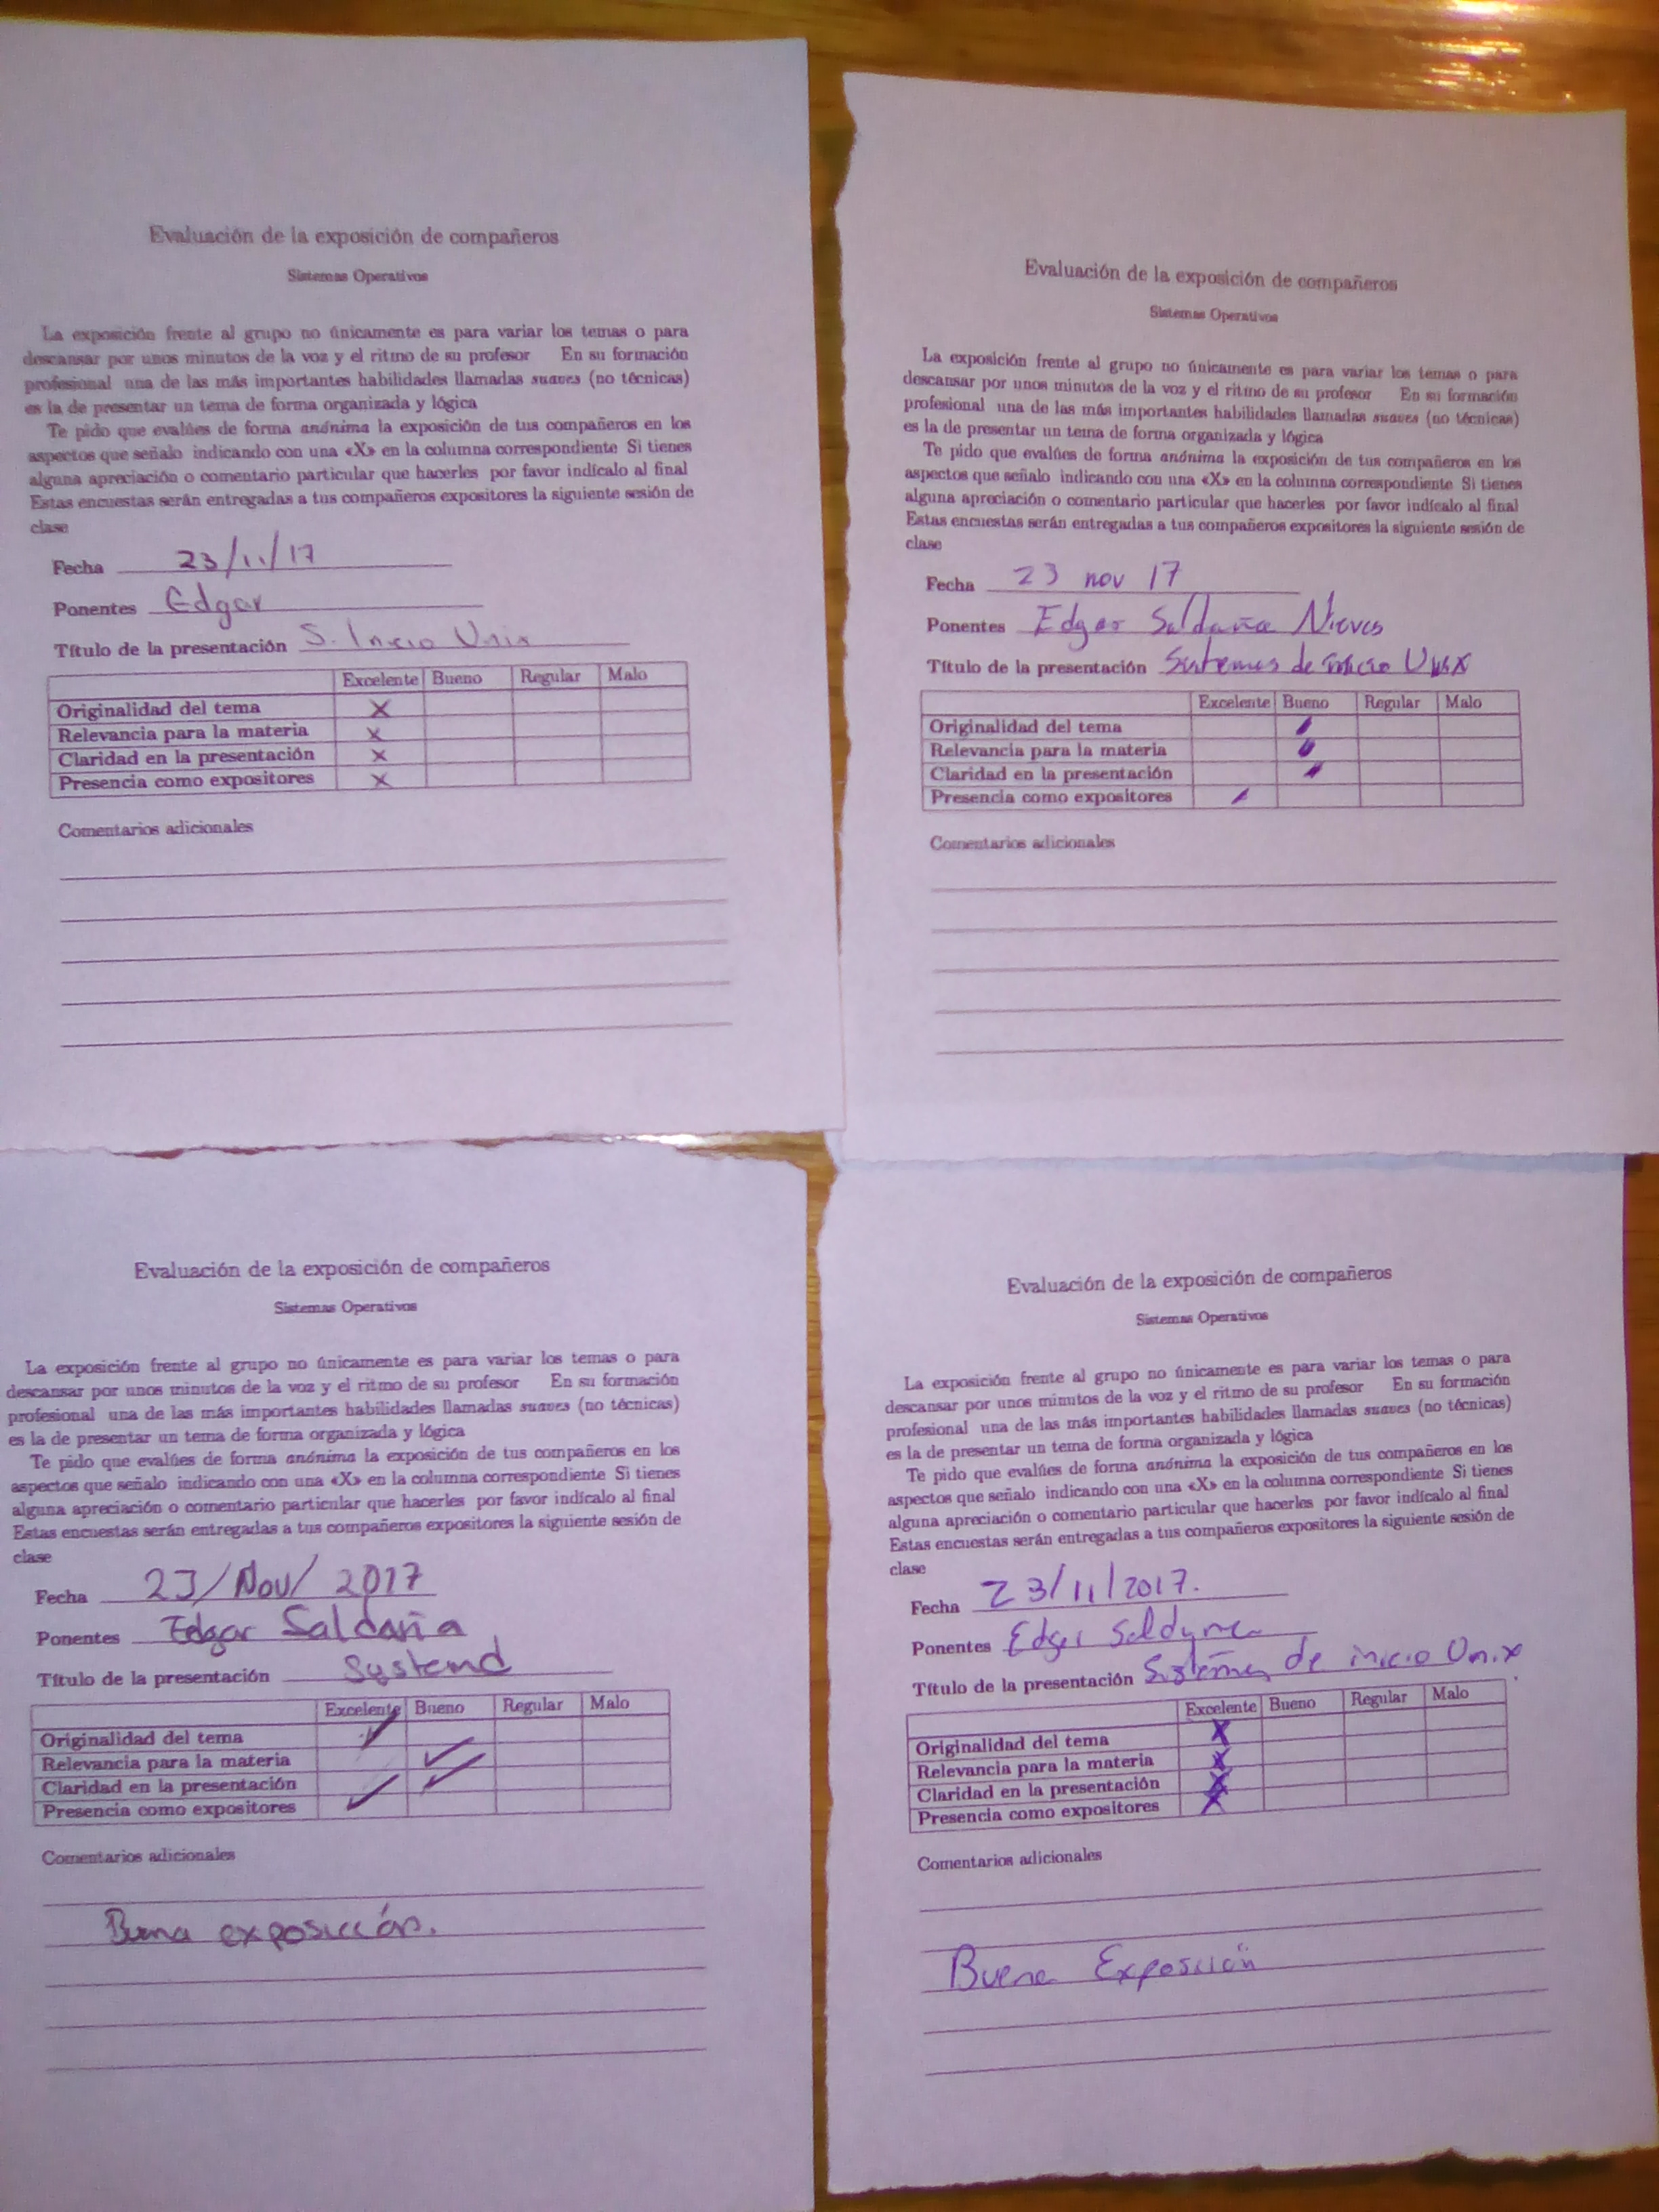 Evaluación de la exposición de compañeros
Sistemas Operativos
La exposición frente al grupo no únicamente es para variar los temas o para
descansar por unos minutos de la voz y el ritmo de su profesor En su formación
profesional una de las más importantes habilidades llamadas suaves (no técnicas)
es la de presentar un tema de forma organizada y lógica
Te pido que evalúes de forma anónima la exposición de tus compañeros en los
aspectos que señalo indicando con una «X» en la columna correspondiente Si tienes
alguna apreciación o comentario particular que hacerles por favor indícalo al final
Estas encuestas serán entregadas a tus compañeros expositores la siguiente sesión de
clase
Fecha 23/11/17
Ponentes Edgar
Título de la presentación S. Inicio Unix
Excelente Bueno Regular Malo
Originalidad del tema X
Relevancia para la materia X
Claridad en la presentación X
Presencia como expositores X
Comentarios adicionales
Evaluación de la exposición de compañeros
Sistemas Operativos
La exposición frente al grupo no únicamente es para variar los temas o para
descansar por unos minutos de la voz y el ritmo de su profesor En su formación
profesional una de las más importantes habilidades llamadas suaves (no técnicas)
es la de presentar un tema de forma organizada y lógica
Te pido que evalúes de forma anónima la exposición de tus compañeros en los
aspectos que señalo indicando con una «X» en la columna correspondiente Si tienes
alguna apreciación o comentario particular que hacerles por favor indícalo al final
Estas encuestas serán entregadas a tus compañeros expositores la siguiente sesión de
clase
Fecha 23 nov 17
Ponentes Edgar Saldaña Nieves
Título de la presentación Sistemas de inicio Unix
Excelente Bueno Regular Malo
Originalidad del tema
Relevancia para la materia
Claridad en la presentación
Presencia como expositores
Comentarios adicionales
Evaluación de la exposición de compañeros
Sistemas Operativos
La exposición frente al grupo no únicamente es para variar los temas o para
descansar por unos minutos de la voz y el ritmo de su profesor En su formación
profesional una de las más importantes habilidades llamadas suaves (no técnicas)
es la de presentar un tema de forma organizada y lógica
Te pido que evalúes de forma anónima la exposición de tus compañeros en los
aspectos que señalo indicando con una «X» en la columna correspondiente Si tienes
alguna apreciación o comentario particular que hacerles por favor indícalo al final
Estas encuestas serán entregadas a tus compañeros expositores la siguiente sesión de
clase
Fecha 23/Nov/2017
Ponentes Edgar Saldaña
Título de la presentación Systemd
Excelente Bueno Regular Malo
Originalidad del tema ✓
Relevancia para la materia ✓
Claridad en la presentación ✓
Presencia como expositores ✓
Comentarios adicionales
Buena exposición.
Evaluación de la exposición de compañeros
Sistemas Operativos
La exposición frente al grupo no únicamente es para variar los temas o para
descansar por unos minutos de la voz y el ritmo de su profesor En su formación
profesional una de las más importantes habilidades llamadas suaves (no técnicas)
es la de presentar un tema de forma organizada y lógica
Te pido que evalúes de forma anónima la exposición de tus compañeros en los
aspectos que señalo indicando con una «X» en la columna correspondiente Si tienes
alguna apreciación o comentario particular que hacerles por favor indícalo al final
Estas encuestas serán entregadas a tus compañeros expositores la siguiente sesión de
clase
Fecha 23/11/2017.
Ponentes Edgar Saldyna
Título de la presentación Sistemas de inicio Unix
Excelente Bueno Regular Malo
Originalidad del tema X
Relevancia para la materia X
Claridad en la presentación X
Presencia como expositores X
Comentarios adicionales
Buena Exposición